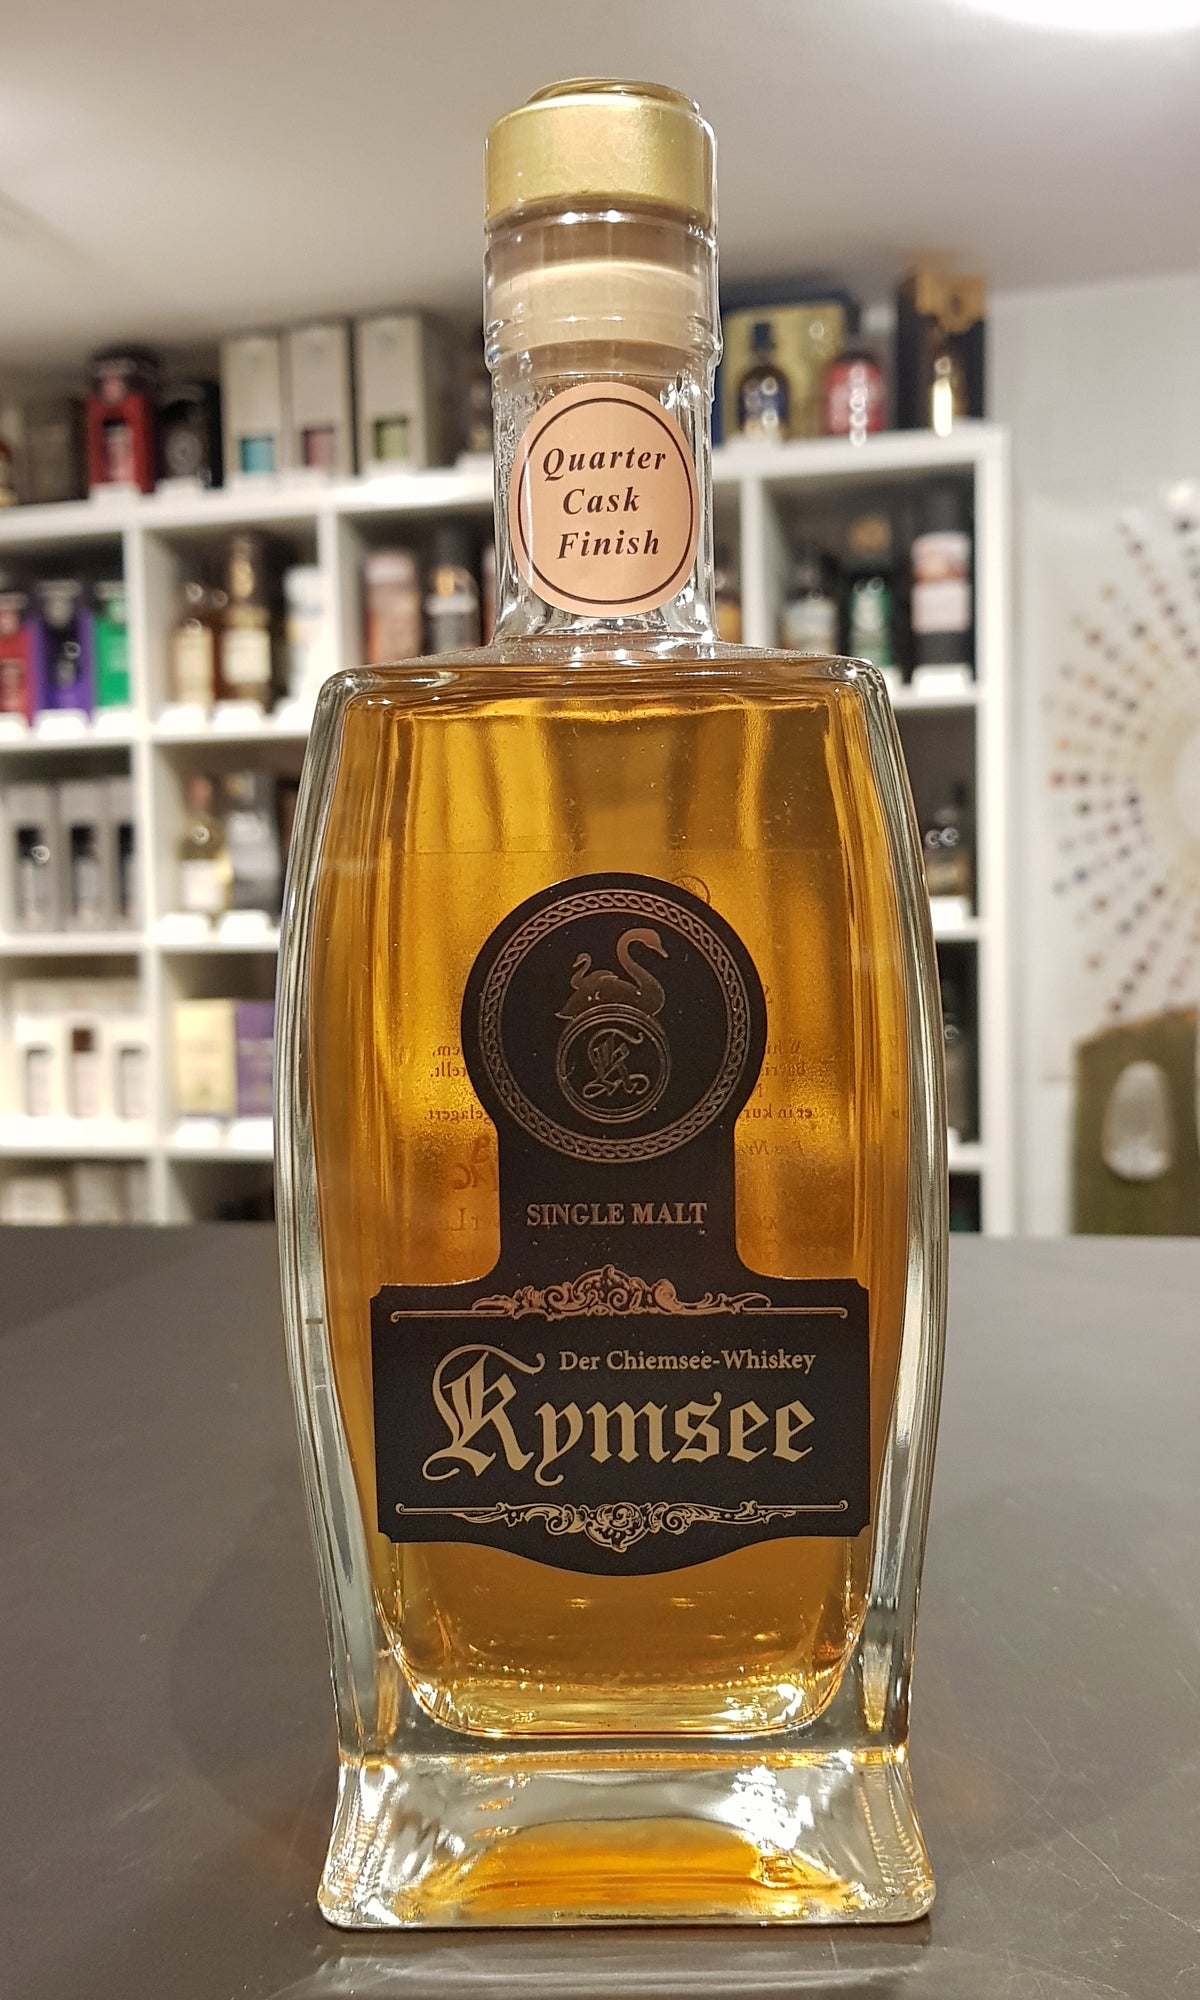 Quarter
Cask
Finish
K
SINGLE MALT
Der Chiemsee-Whiskey
Kymsee